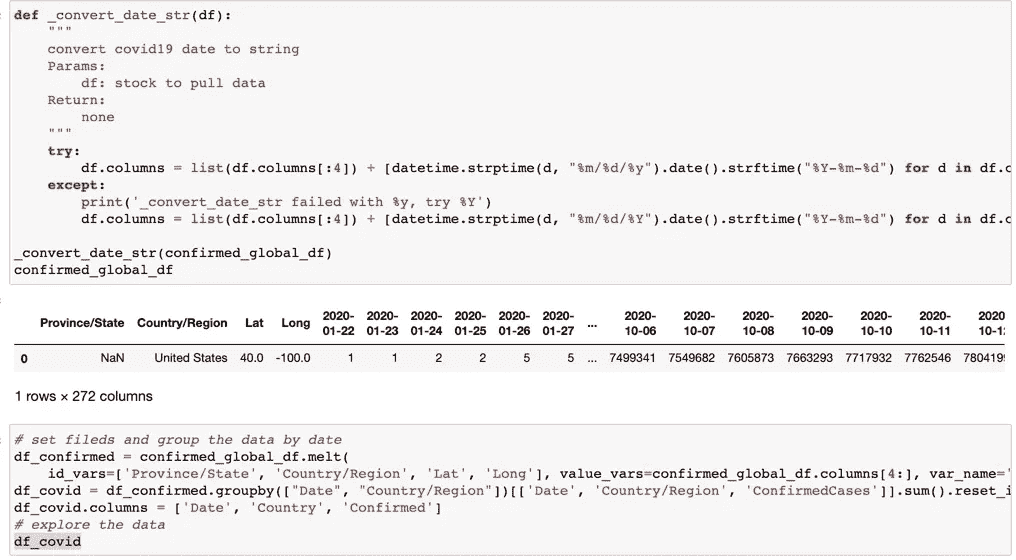 def _convert_date_str(df):
"""
convert covid19 date to string
Params:
df: stock to pull data
Return:
none
"""
try:
df.columns = list(df.columns[:4]) + [datetime.strptime(d, "%m/%d/%y").date().strftime("%Y-%m-%d") for d in df.c
except:
print('_convert_date_str failed with %y, try %Y')
df.columns = list(df.columns[:4]) + [datetime.strptime(d, "%m/%d/%Y").date().strftime("%Y-%m-%d") for d in df.c
_convert_date_str(confirmed_global_df)
confirmed_global_df
2020- 2020- 2020- 2020- 2020- 2020- 2020- 2020- 2020- 2020- 2020- 2020- 2020
Province/State Country/Region Lat Long 01-22 01-23 01-24 01-25 01-26 01-27 ... 10-06 10-07 10-08 10-09 10-10 10-11 10-1
0 NaN United States 40.0 -100.0 1 1 2 2 5 5 ... 7499341 7549682 7605873 7663293 7717932 7762546 780419
1 rows × 272 columns
# set fileds and group the data by date
df_confirmed = confirmed_global_df.melt(
id_vars=['Province/State', 'Country/Region', 'Lat', 'Long'], value_vars=confirmed_global_df.columns[4:], var_name='
df_covid = df_confirmed.groupby(["Date", "Country/Region"])[['Date', 'Country/Region', 'ConfirmedCases']].sum().reset_i
df_covid.columns = ['Date', 'Country', 'Confirmed']
# explore the data
df_covid